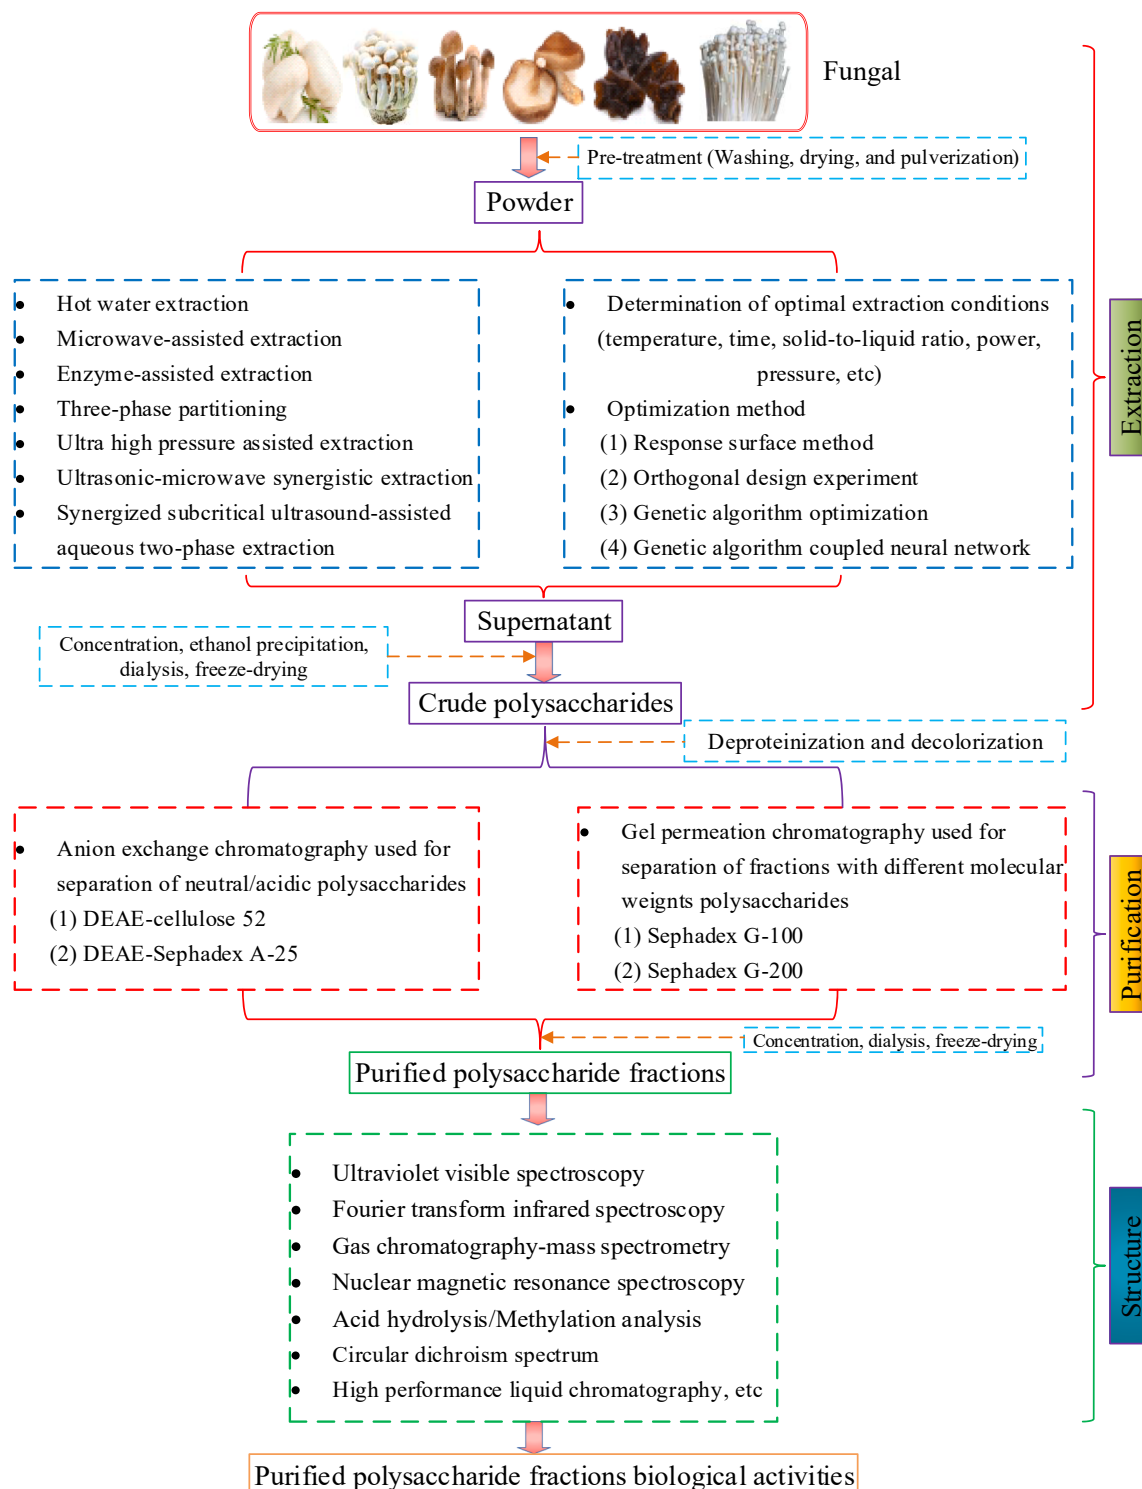 Fungal
Pre-treatment (Washing, drying, and pulverization)
Powder
• Hot water extraction
• Microwave-assisted extraction
• Enzyme-assisted extraction
• Three-phase partitioning
• Ultra high pressure assisted extraction
• Ultrasonic-microwave synergistic extraction
• Synergized subcritical ultrasound-assisted
aqueous two-phase extraction
• Determination of optimal extraction conditions
(temperature, time, solid-to-liquid ratio, power,
pressure, etc)
• Optimization method
(1) Response surface method
(2) Orthogonal design experiment
(3) Genetic algorithm optimization
(4) Genetic algorithm coupled neural network
Extraction
Supernatant
Concentration, ethanol precipitation,
dialysis, freeze-drying
Crude polysaccharides
Deproteinization and decolorization
• Anion exchange chromatography used for
separation of neutral/acidic polysaccharides
(1) DEAE-cellulose 52
(2) DEAE-Sephadex A-25
• Gel permeation chromatography used for
separation of fractions with different molecular
weignts polysaccharides
(1) Sephadex G-100
(2) Sephadex G-200
Purification
Concentration, dialysis, freeze-drying
Purified polysaccharide fractions
• Ultraviolet visible spectroscopy
• Fourier transform infrared spectroscopy
• Gas chromatography-mass spectrometry
• Nuclear magnetic resonance spectroscopy
• Acid hydrolysis/Methylation analysis
• Circular dichroism spectrum
• High performance liquid chromatography, etc
Structure
Purified polysaccharide fractions biological activities